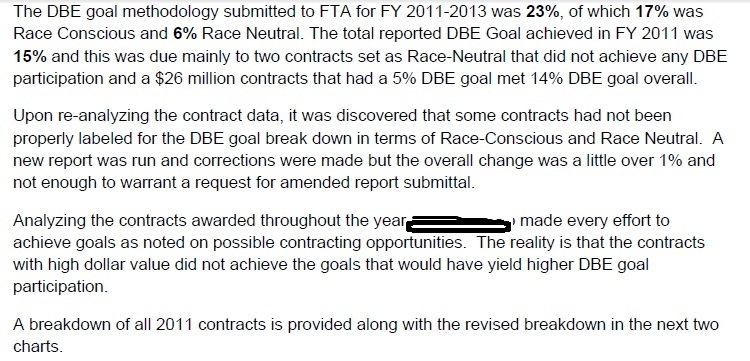 The DBE goal methodology submitted to FTA for FY 2011-2013 was 23%, of which 17% was
Race Conscious and 6% Race Neutral. The total reported DBE Goal achieved in FY 2011 was
15% and this was due mainly to two contracts set as Race-Neutral that did not achieve any DBE
participation and a $26 million contracts that had a 5% DBE goal met 14% DBE goal overall.
Upon re-analyzing the contract data, it was discovered that some contracts had not been
properly labeled for the DBE goal break down in terms of Race-Conscious and Race Neutral. A
new report was run and corrections were made but the overall change was a little over 1% and
not enough to warrant a request for amended report submittal.
Analyzing the contracts awarded throughout the year made every effort to
achieve goals as noted on possible contracting opportunities. The reality is that the contracts
with high dollar value did not achieve the goals that would have yield higher DBE goal
participation.
A breakdown of all 2011 contracts is provided along with the revised breakdown in the next two
charts.